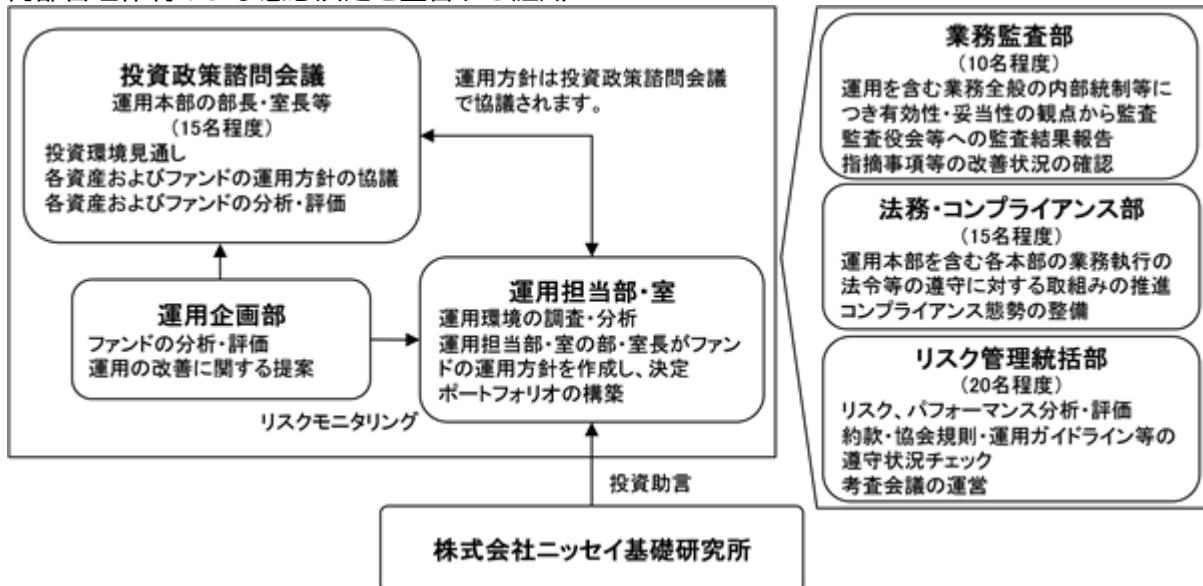 投資政策諮問会議
運用本部の部長・室長等
(15名程度)
投資環境見通し
各資産およびファンドの運用方針の協議
各資産およびファンドの分析・評価
運用方針は投資政策諮問会議
で協議されます。
運用企画部
ファンドの分析・評価
運用の改善に関する提案
リスクモニタリング
運用担当部・室
運用環境の調査・分析
運用担当部・室の部・室長がファン
ドの運用方針を作成し、決定
ポートフォリオの構築
投資助言
株式会社ニッセイ基礎研究所
業務監査部
(10名程度)
運用を含む業務全般の内部統制等に
つき有効性・妥当性の観点から監査
監査役会等への監査結果報告
指摘事項等の改善状況の確認
法務・コンプライアンス部
(15名程度)
運用本部を含む各本部の業務執行の
法令等の遵守に対する取組みの推進
コンプライアンス態勢の整備
リスク管理統括部
(20名程度)
リスク、パフォーマンス分析・評価
約款・協会規則・運用ガイドライン等の
遵守状況チェック
考査会議の運営